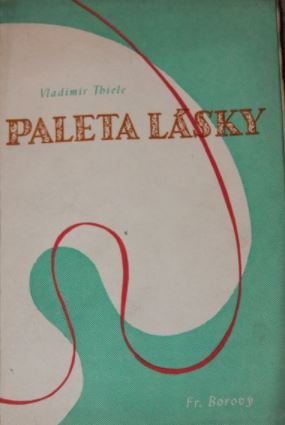 Vladimír Thiele
PALETA LÁSKY
Fr. Borový